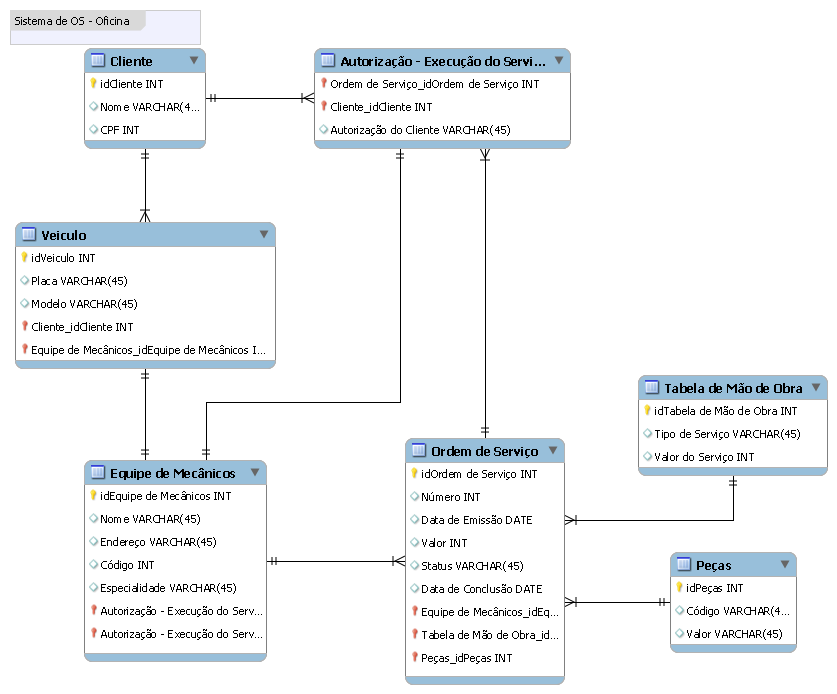 Sistema de OS - Oficina
Cliente
idCliente INT
Nome VARCHAR(4...
CPF INT
Autorização - Execução do Servi...
Ordem de Serviço_idOrdem de Serviço INT
Cliente_idCliente INT
Autorização do Cliente VARCHAR(45)
Veiculo
idVeiculo INT
Placa VARCHAR(45)
Modelo VARCHAR(45)
Cliente_idCliente INT
Equipe de Mecânicos_idEquipe de Mecânicos I...
Tabela de Mão de Obra
idTabela de Mão de Obra INT
Tipo de Serviço VARCHAR(45)
Valor do Serviço INT
Equipe de Mecânicos
idEquipe de Mecânicos INT
Nome VARCHAR(45)
Endereço VARCHAR(45)
Código INT
Especialidade VARCHAR(45)
Autorização - Execução do Serv...
Autorização - Execução do Serv...
Ordem de Serviço
idOrdem de Serviço INT
Número INT
Data de Emissão DATE
Valor INT
Status VARCHAR(45)
Data de Conclusão DATE
Equipe de Mecânicos_idEq...
Tabela de Mão de Obra_id...
Peças_idPeças INT
Peças
idPeças INT
Código VARCHAR(4...
Valor VARCHAR(45)